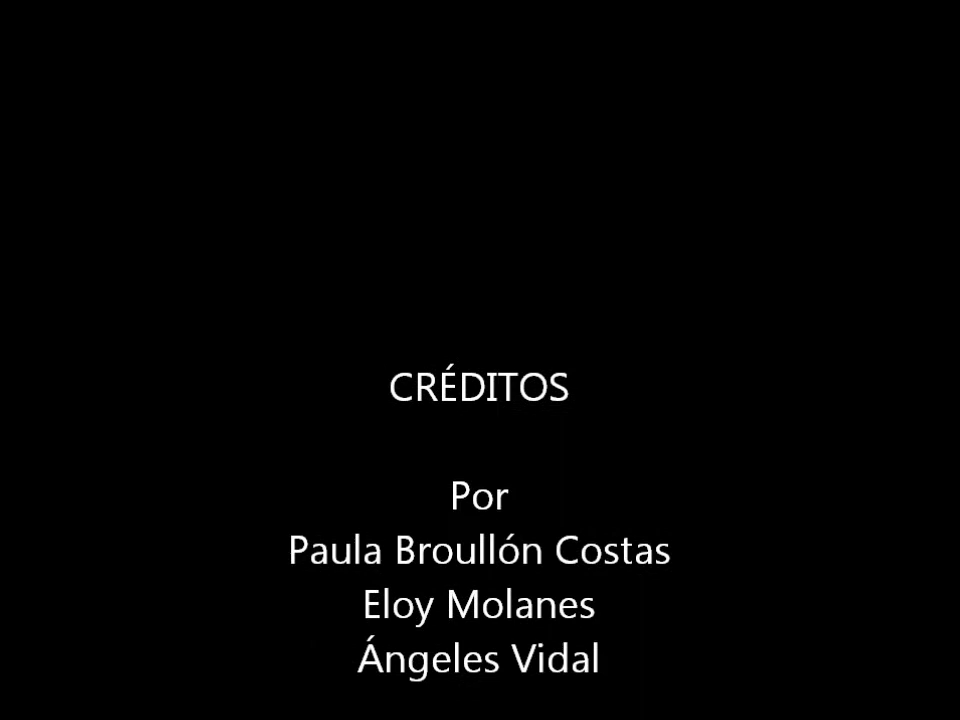 CRÉDITOS
Por
Paula Broullón Costas
Eloy Molanes
Ángeles Vidal